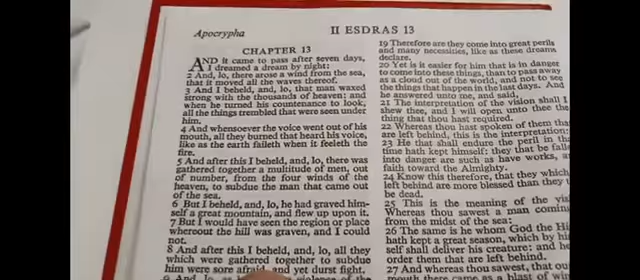 Apocrypha
II ESDRAS 13
CHAPTER 13
AND it came to pass after seven days,
I dreamed a dream by night:
2 And, lo, there arose a wind from the sea,
that it moved all the waves thereof.
3 And I beheld, and, lo, that man waxed
strong with the thousands of heaven: and
when he turned his countenance to look,
all the things trembled that were seen under
him.
4 And whensoever the voice went out of his
mouth, all they burned that heard his voice,
like as the earth faileth when it feeleth the
fire.
5 And after this I beheld, and, lo, there was
gathered together a multitude of men, out
of number, from the four winds of the
heaven, to subdue the man that came out
of the sea.
6 But I beheld, and, lo, he had graved him-
self a great mountain, and flew up upon it.
7 But I would have seen the region or place
whereout the hill was graven, and I could
not.
8 And after this I beheld, and, lo, all they
which were gathered together to subdue
him were sore afraid, and yet durst fight.
9 And, lo, as he violence of the
19 Therefore are they come into great perils
and many necessities, like as these dreams
declare.
20 Yet is it easier for him that is in danger
to come into these things, than to pass away
as a cloud out of the world, and not to see
the things that happen in the last days. And
he answered unto me, and said,
21 The interpretation of the vision shall I
shew thee, and I will open unto thee the
thing that thou hast required.
22 Whereas thou hast spoken of them that
are left behind, this is the interpretation:
23 He that shall endure the peril in that
time hath kept himself: they that be
into danger are such as have works, a
faith toward the Almighty.
24 Know this therefore, that they which
left behind are more blessed than they
be dead.
25 This is the meaning of the
Whereas thou sawest a man
from the midst of the sea:
26 The same is he whom God the
hath kept a great season, which by
self shall deliver his creature: and he
order them that are left behind.
27 And whereas thou sawest, that out
mouth there came as a blast of